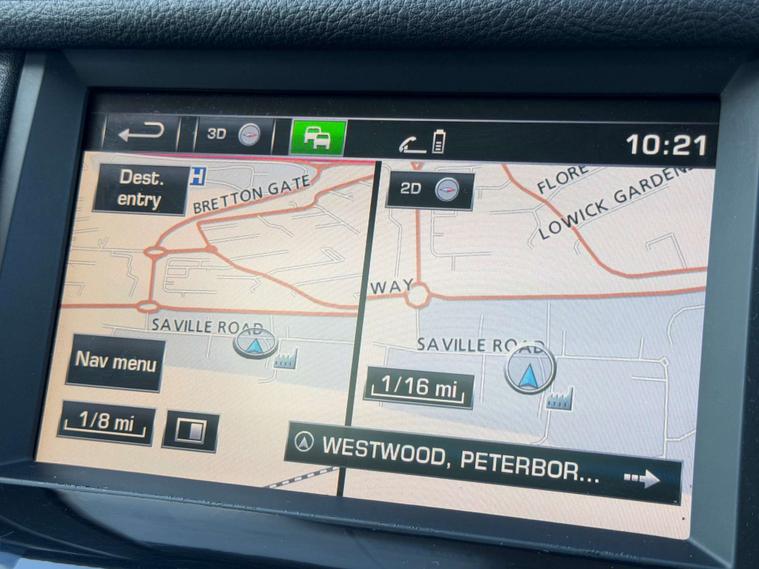 3D
10:21
Dest.
entry
H
BRETTON GATE
2D
FLORE
LOWICK GARDEN
WAY
SAVILLE ROAD
SAVILLE ROAD
Nav menu
1/16 mi
1/8 mi
WESTWOOD, PETERBOR...